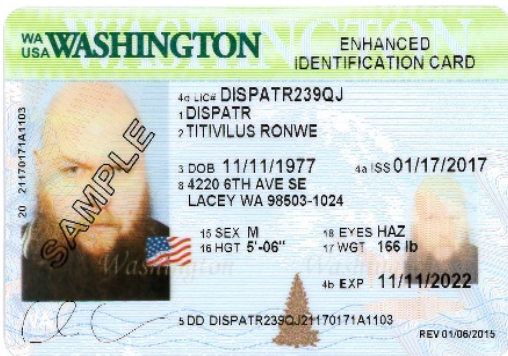 WA USA WASHINGTON
ENHANCED
IDENTIFICATION CARD
4d LIC# DISPATR239QJ
1 DISPATR
2 TITIVILUS RONWE
3 DOB 11/11/1977 4a ISS 01/17/2017
8 4220 6TH AVE SE
LACEY WA 98503-1024
15 SEX M 18 EYES HAZ
16 HGT 5'-06" 17 WGT 166 lb
4b EXP 11/11/2022
5 DD DISPATR239QJ21170171A1103
REV 01/06/2015
20 21170171A1103
SAMPLE
Washington